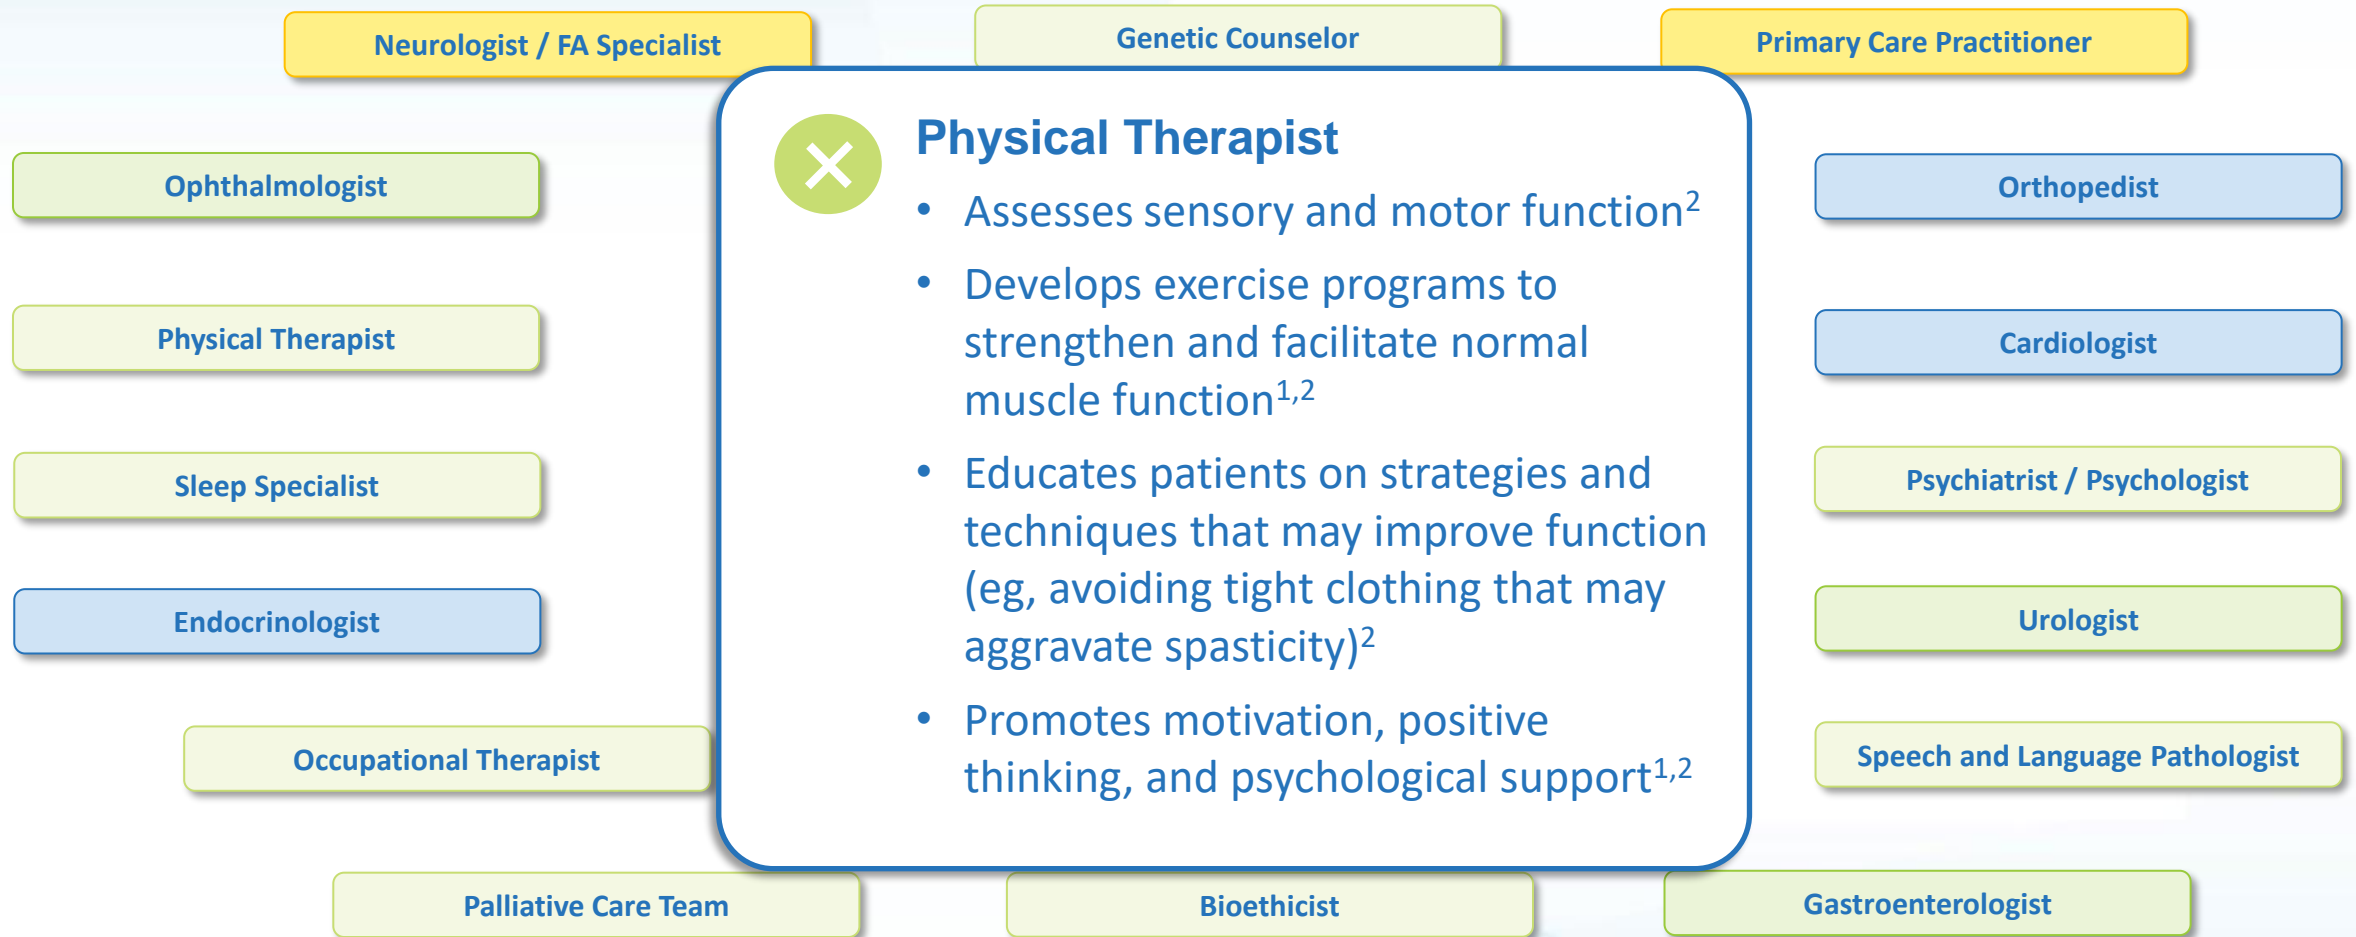 Neurologist / FA Specialist
Genetic Counselor
Primary Care Practitioner
Physical Therapist
• Assesses sensory and motor function²
• Develops exercise programs to
strengthen and facilitate normal
muscle function¹,²
• Educates patients on strategies and
techniques that may improve function
(eg, avoiding tight clothing that may
aggravate spasticity)²
• Promotes motivation, positive
thinking, and psychological support¹,²
Ophthalmologist
Physical Therapist
Sleep Specialist
Endocrinologist
Occupational Therapist
Orthopedist
Cardiologist
Psychiatrist / Psychologist
Urologist
Speech and Language Pathologist
Palliative Care Team
Bioethicist
Gastroenterologist